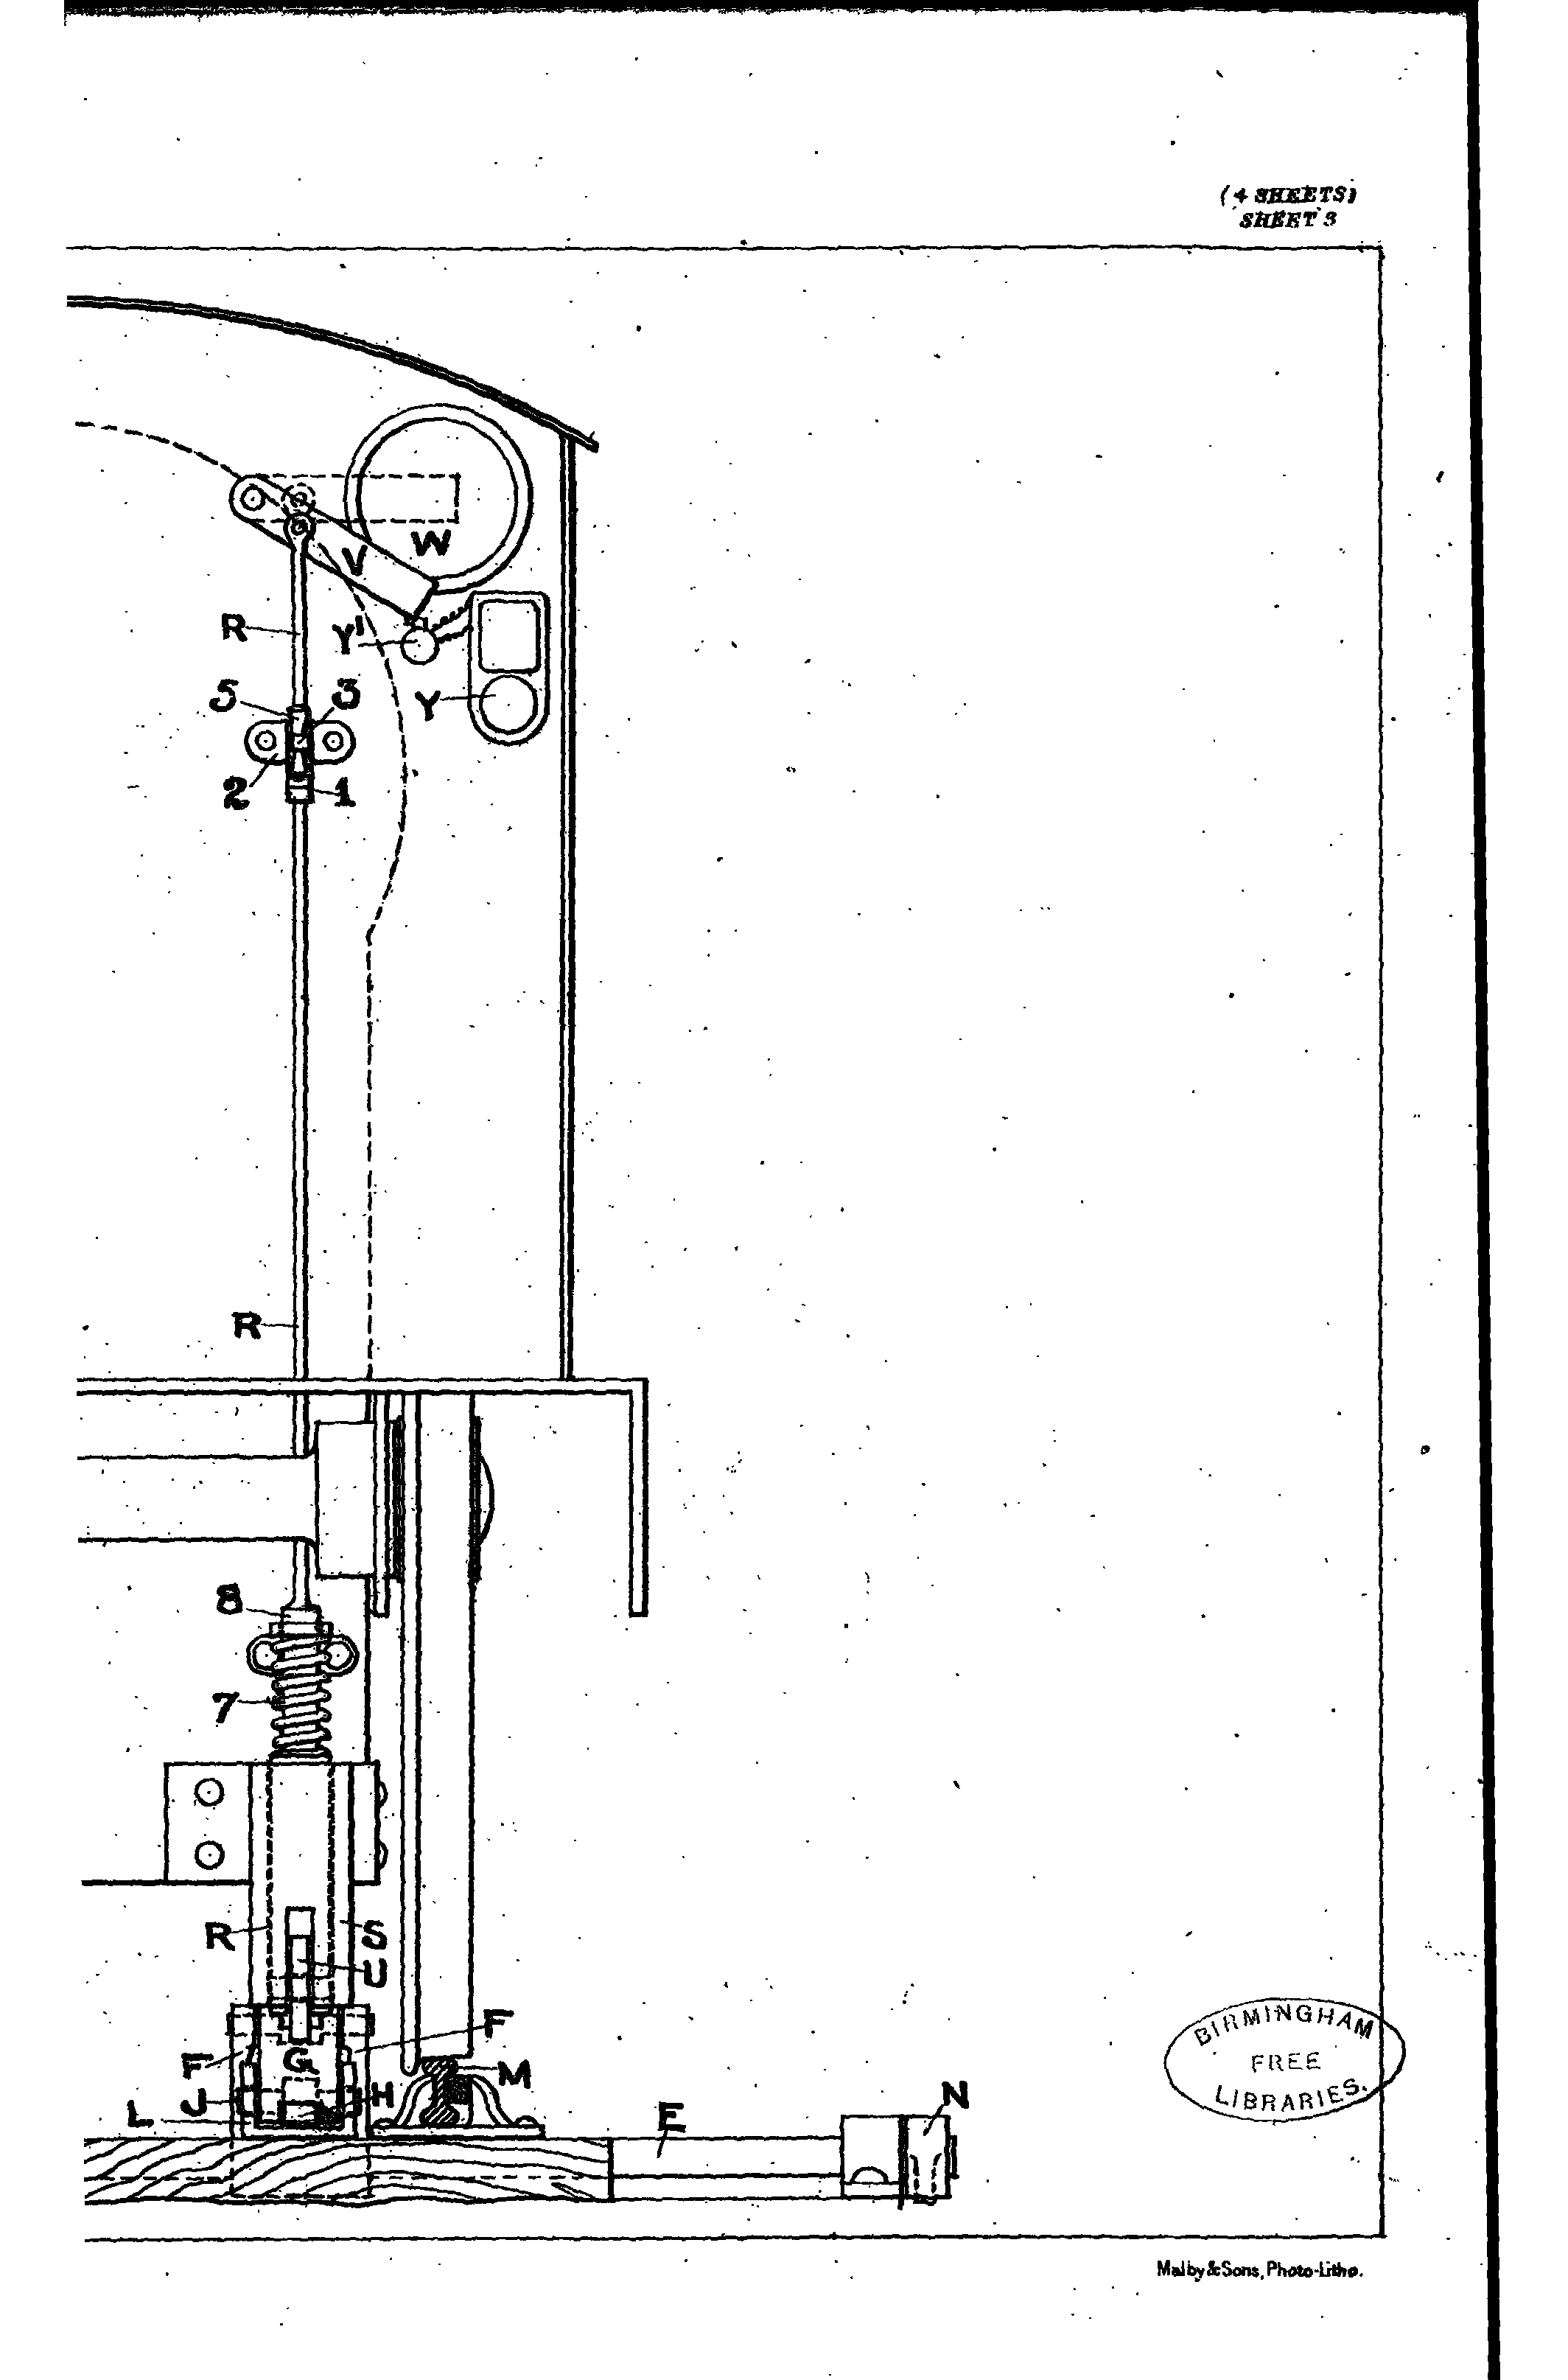 (4 SHEETS)
SHEET 3
W
V
R
Y'
5
3
Y
2
1
R
8
7
R
S
U
F
F
G
M
J
H
L
E
N
BIRMINGHAM
FREE
LIBRARIES.
Malby & Sons, Photo-Litho.